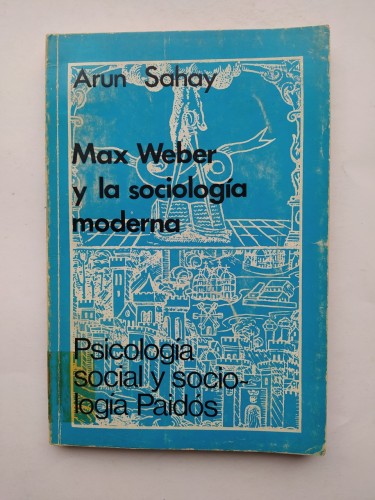 Arun Sahay
Max Weber
y la sociología
moderna
Psicología
social y socio-
logía Paidós